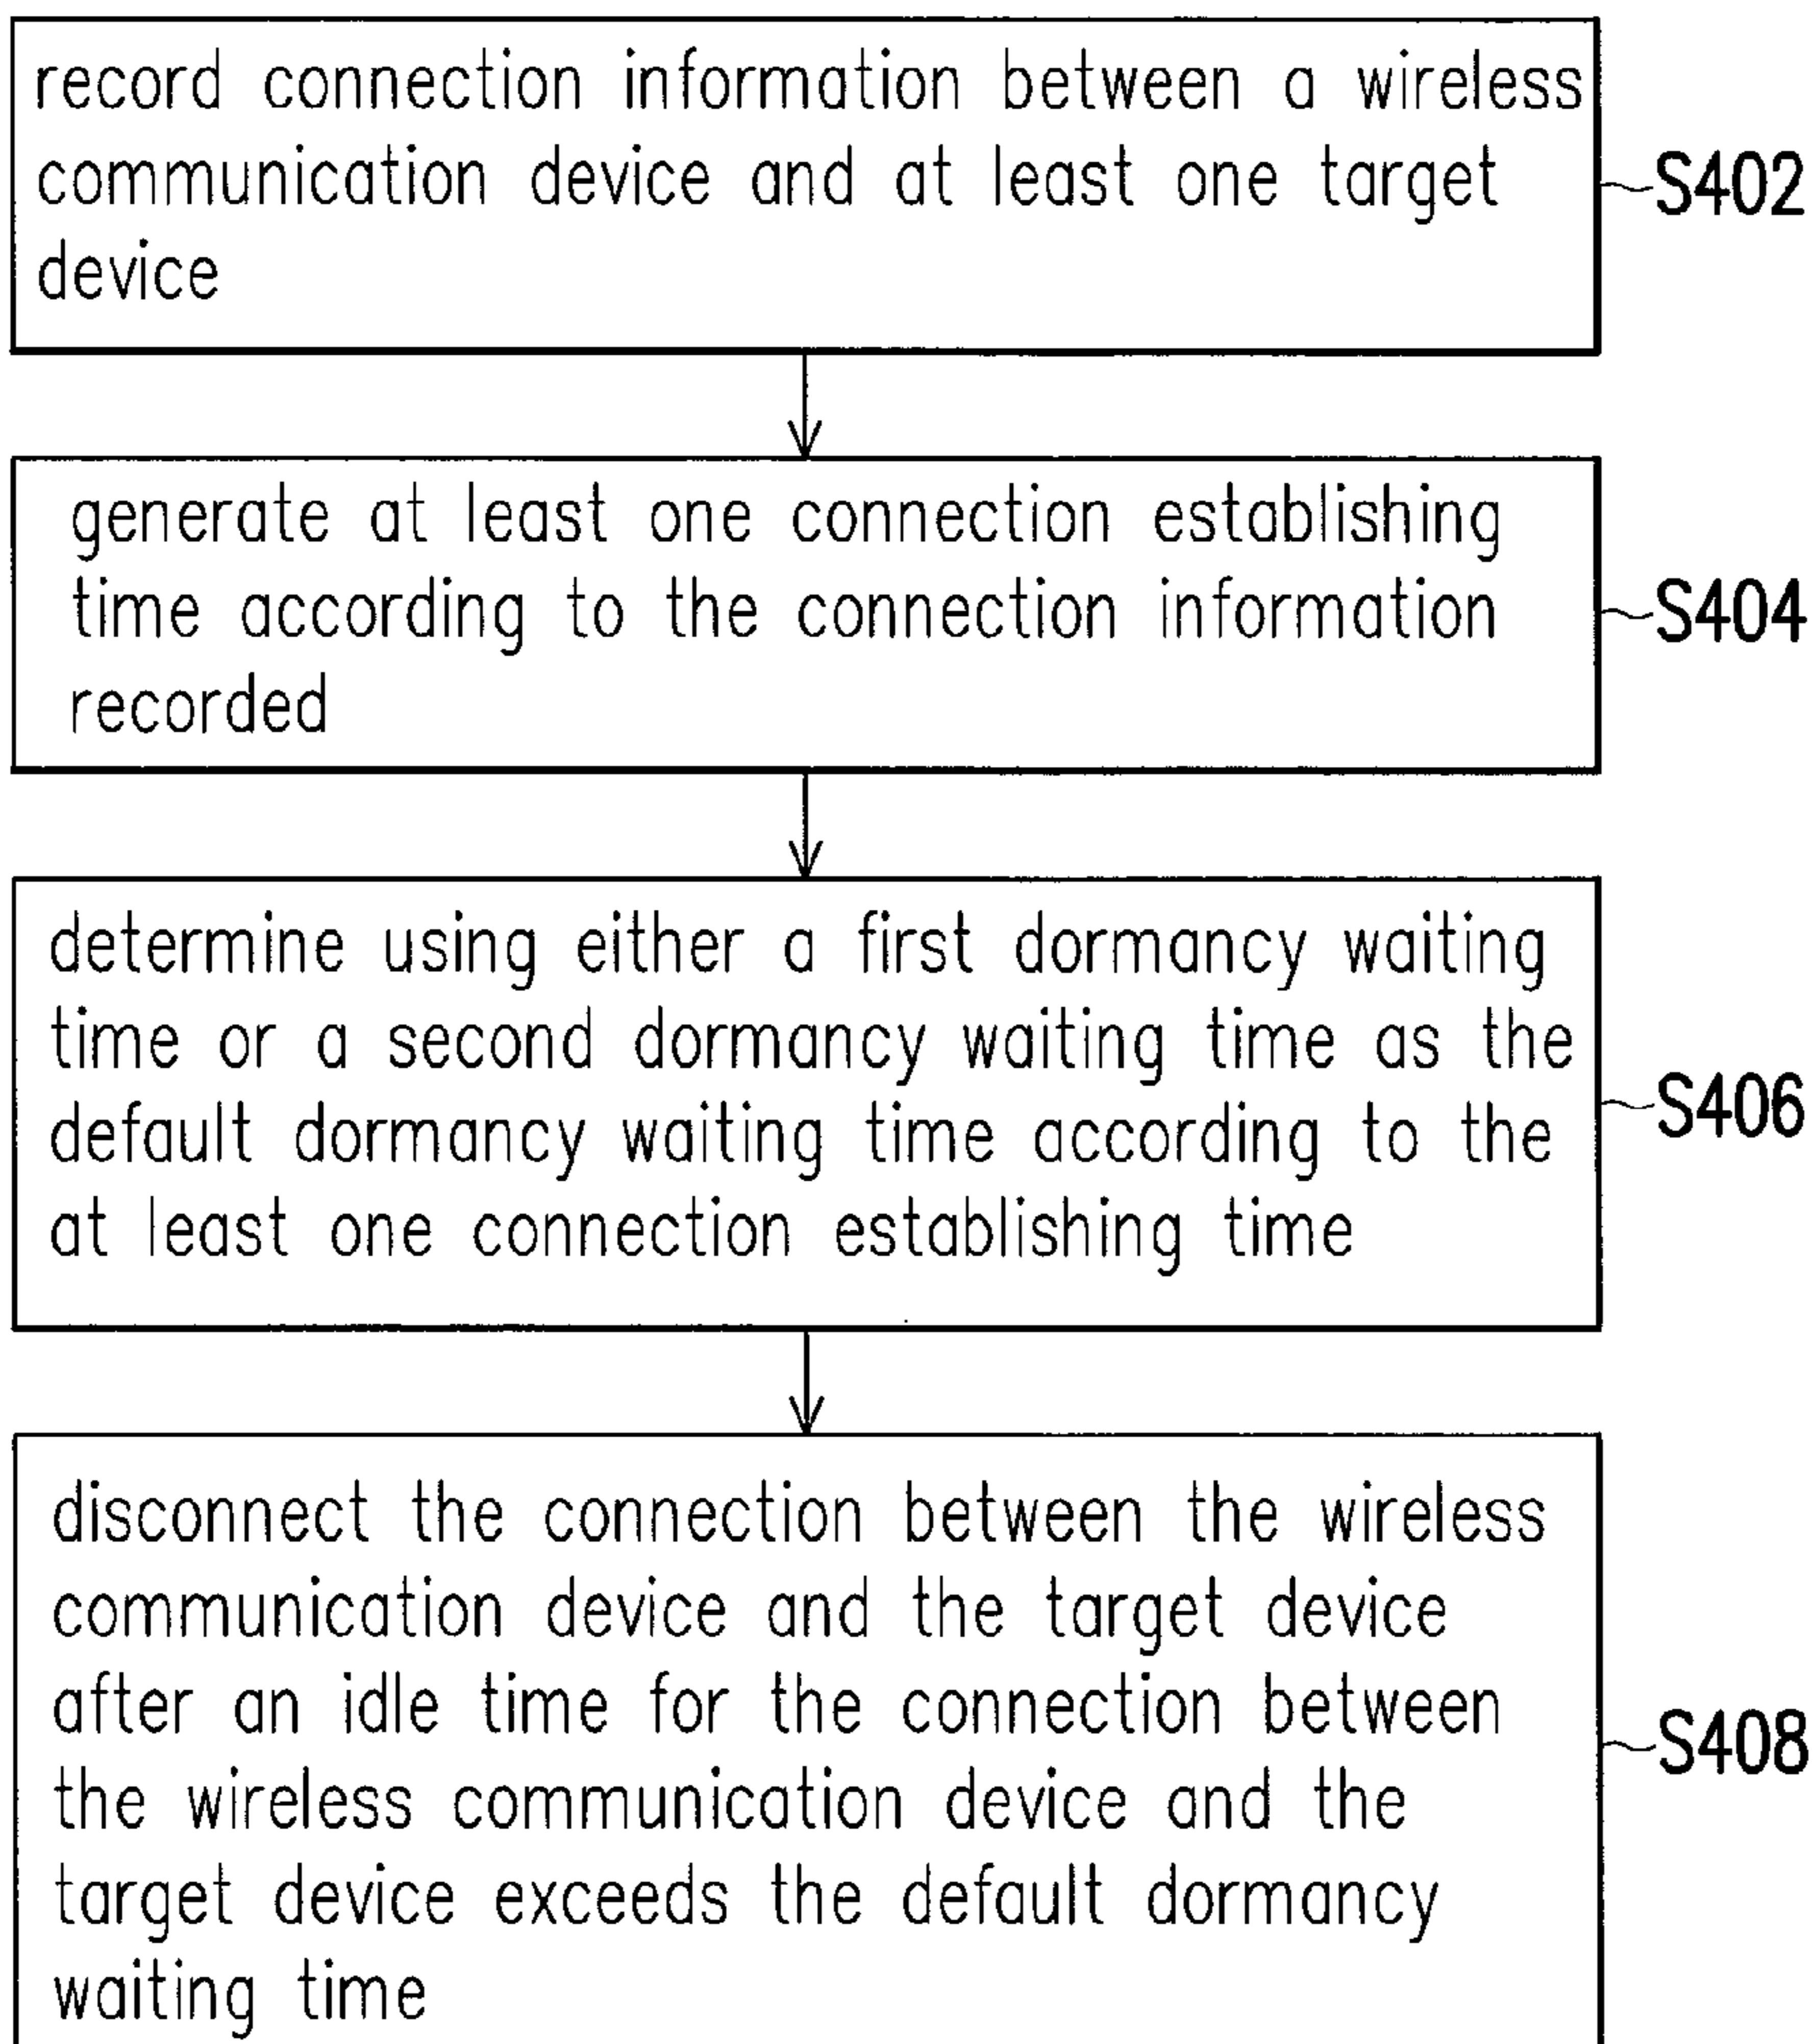 record connection information between a wireless
communication device and at least one target
device
S402
generate at least one connection establishing
time according to the connection information
recorded
S404
determine using either a first dormancy waiting
time or a second dormancy waiting time as the
default dormancy waiting time according to the
at least one connection establishing time
S406
disconnect the connection between the wireless
communication device and the target device
after an idle time for the connection between
the wireless communication device and the
target device exceeds the default dormancy
waiting time
S408